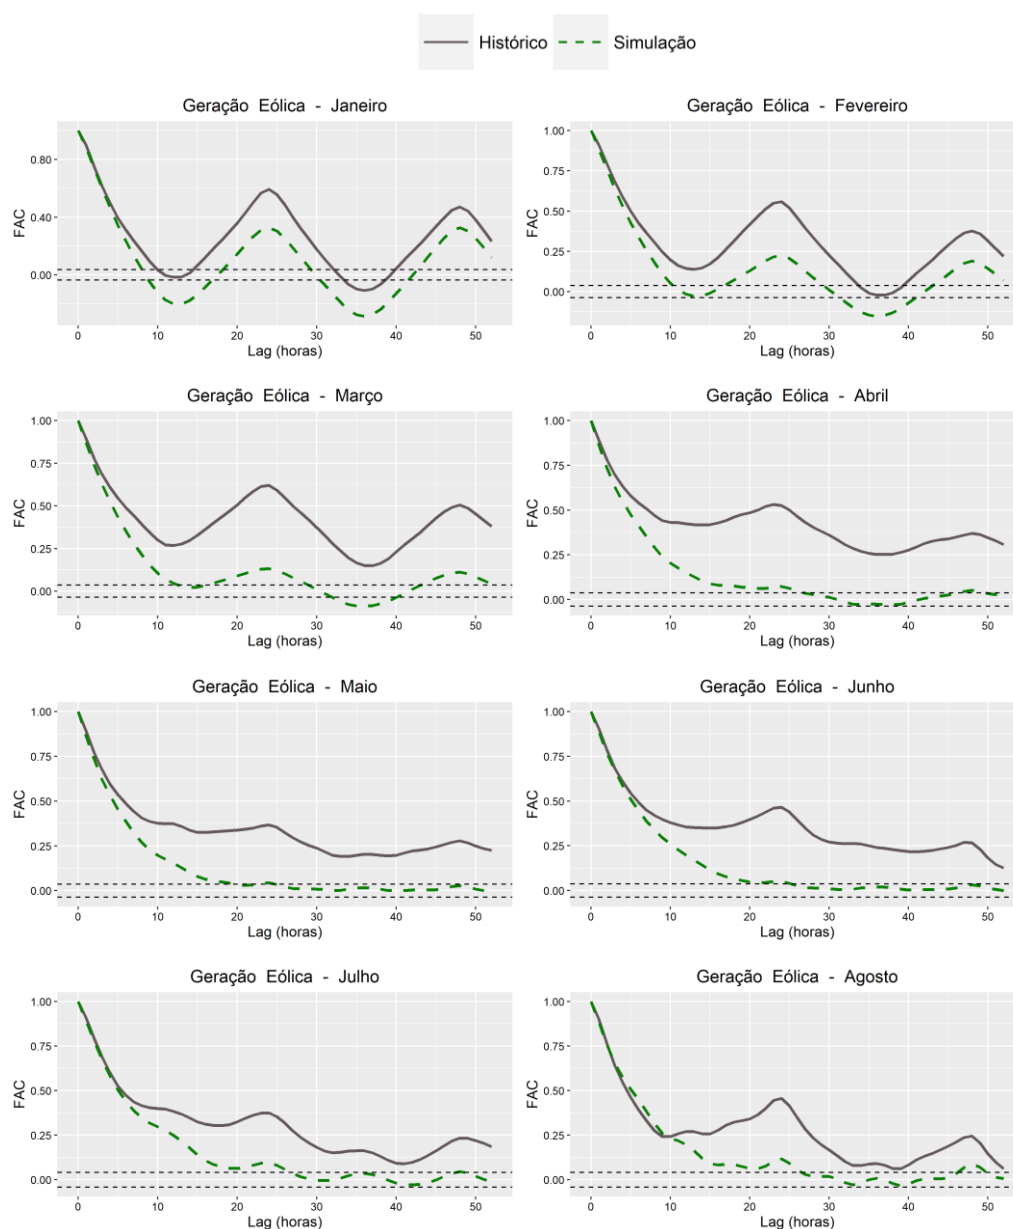 Histórico Simulação
Geração Eólica - Janeiro
FAC
0.80
0.40
0.00
0 10 20 30 40 50
Lag (horas)
Geração Eólica - Fevereiro
FAC
1.00
0.75
0.50
0.25
0.00
0 10 20 30 40 50
Lag (horas)
Geração Eólica - Março
FAC
1.00
0.75
0.50
0.25
0.00
0 10 20 30 40 50
Lag (horas)
Geração Eólica - Abril
FAC
1.00
0.75
0.50
0.25
0.00
0 10 20 30 40 50
Lag (horas)
Geração Eólica - Maio
FAC
1.00
0.75
0.50
0.25
0.00
0 10 20 30 40 50
Lag (horas)
Geração Eólica - Junho
FAC
1.00
0.75
0.50
0.25
0.00
0 10 20 30 40 50
Lag (horas)
Geração Eólica - Julho
FAC
1.00
0.75
0.50
0.25
0.00
0 10 20 30 40 50
Lag (horas)
Geração Eólica - Agosto
FAC
1.00
0.75
0.50
0.25
0.00
0 10 20 30 40 50
Lag (horas)